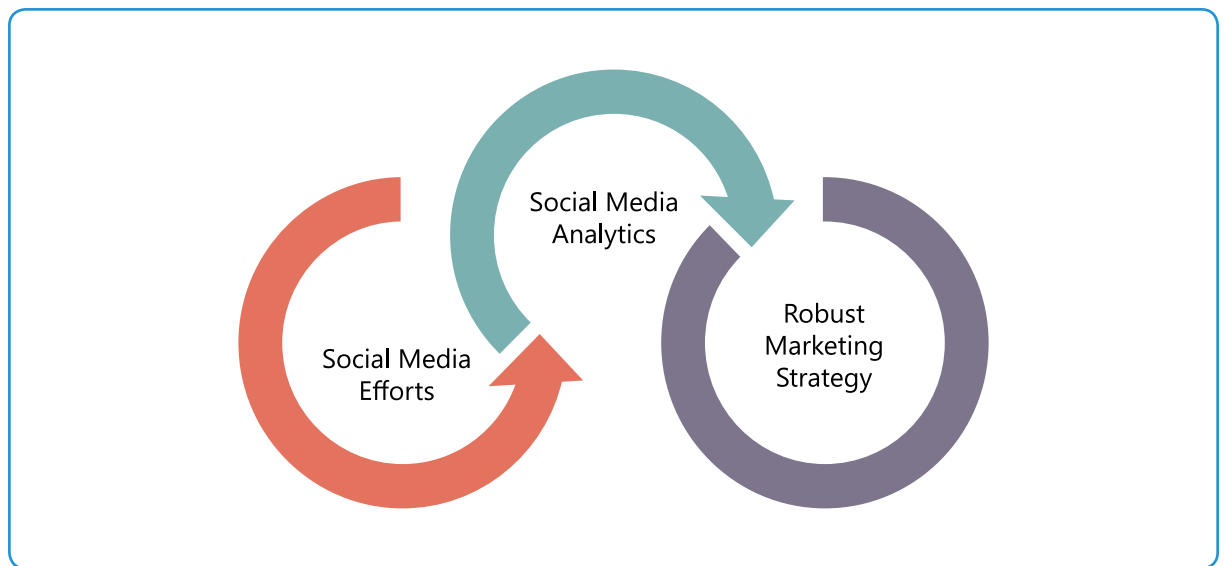 Social Media
Efforts
Social Media
Analytics
Robust
Marketing
Strategy